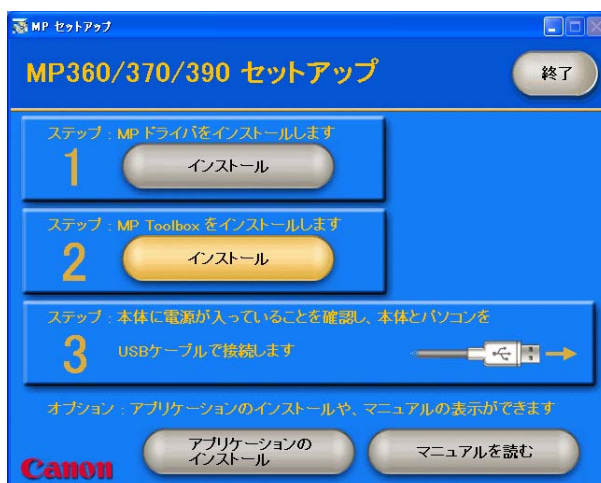 MP セットアップ
MP360/370/390 セットアップ
終了
ステップ : MP ドライバをインストールします
1
インストール
ステップ : MP Toolbox をインストールします
2
インストール
ステップ : 本体に電源が入っていることを確認し、本体とパソコンを
3
USBケーブルで接続します
オプション : アプリケーションのインストールや、マニュアルの表示ができます
アプリケーションの
インストール
マニュアルを読む
Canon